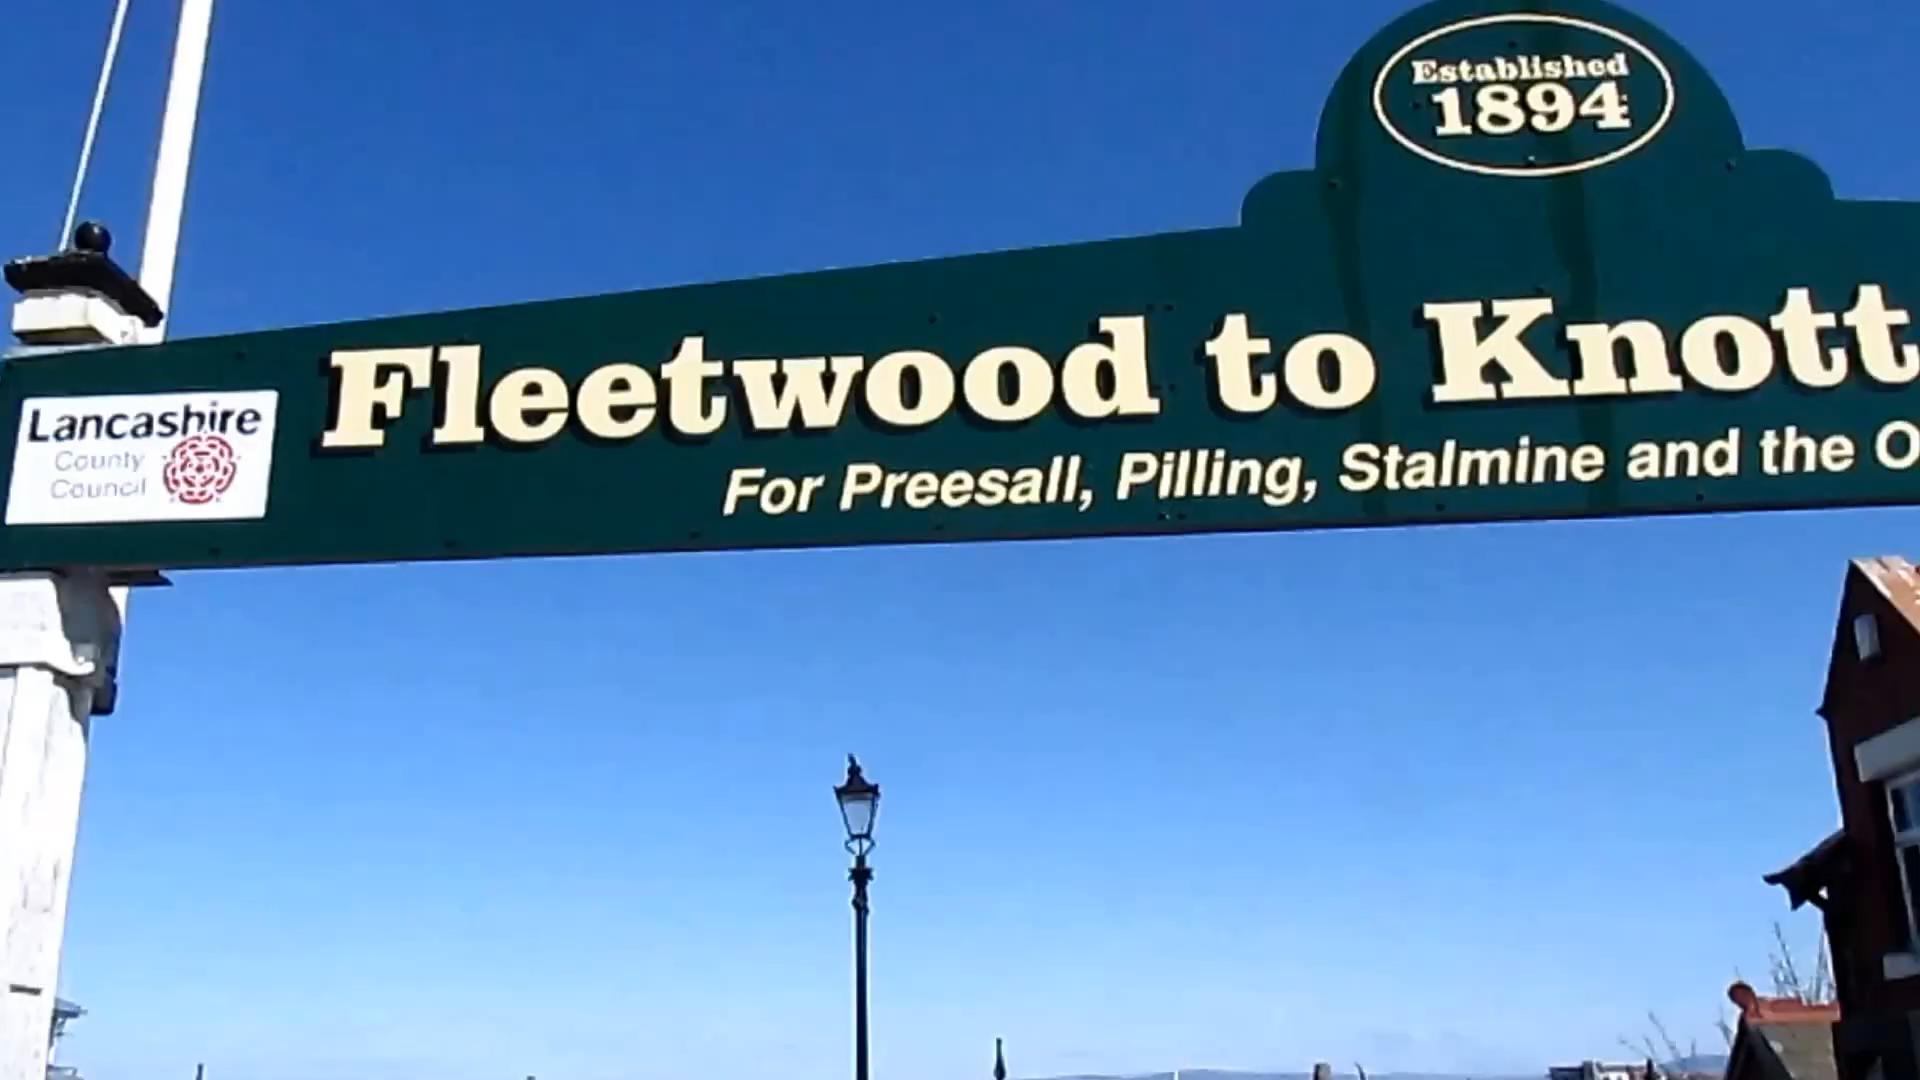 Established
1894
Fleetwood to Knott
For Preesall, Pilling, Stalmine and the O
Lancashire
County
Council